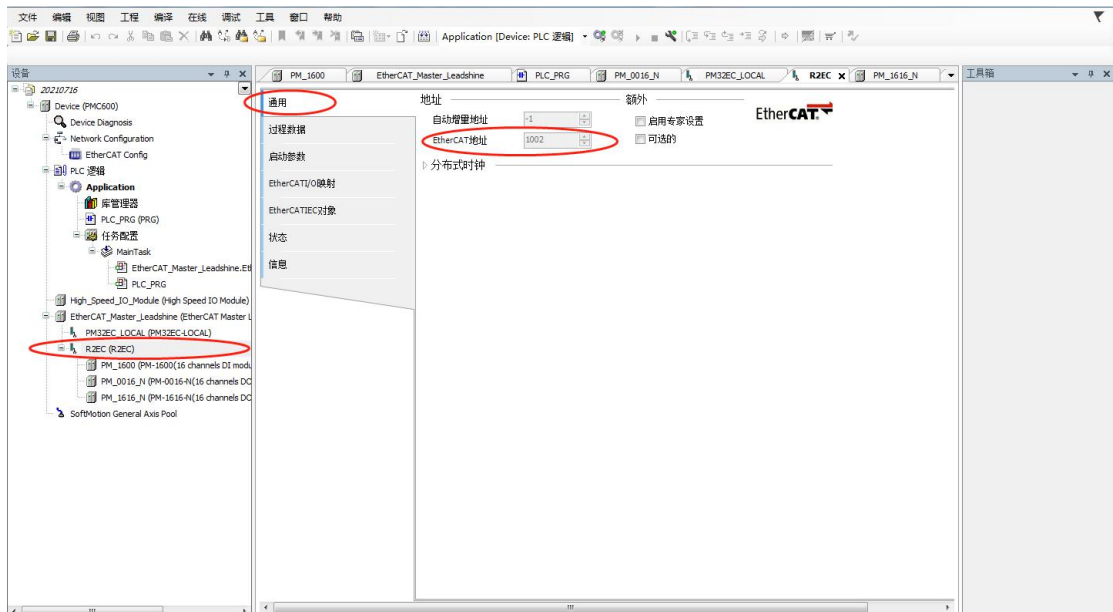 文件 编辑 视图 工程 编译 在线 调试 工具 窗口 帮助
Application [Device: PLC 逻辑]
设备
20210716
Device (PMC600)
Device Diagnosis
Network Configuration
EtherCAT Config
PLC 逻辑
Application
库管理器
PLC_PRG (PRG)
任务配置
MainTask
EtherCAT_Master_Leadshine.Et
PLC_PRG
High_Speed_IO_Module (High Speed IO Module)
EtherCAT_Master_Leadshine (EtherCAT Master L
PM32EC_LOCAL (PM32EC-LOCAL)
R2EC (R2EC)
PM_1600 (PM-1600(16 channels DI modu
PM_0016_N (PM-0016-N(16 channels DO
PM_1616_N (PM-1616-N(16 channels DO
SoftMotion General Axis Pool
PM_1600 EtherCAT_Master_Leadshine PLC_PRG PM_0016_N PM32EC_LOCAL R2EC PM_1616_N
通用
过程数据
启动参数
EtherCATI/O映射
EtherCATIEC对象
状态
信息
地址 额外
自动增量地址 -1 启用专家设置
EtherCAT地址 1002 可选的
分布式时钟
EtherCAT
工具箱